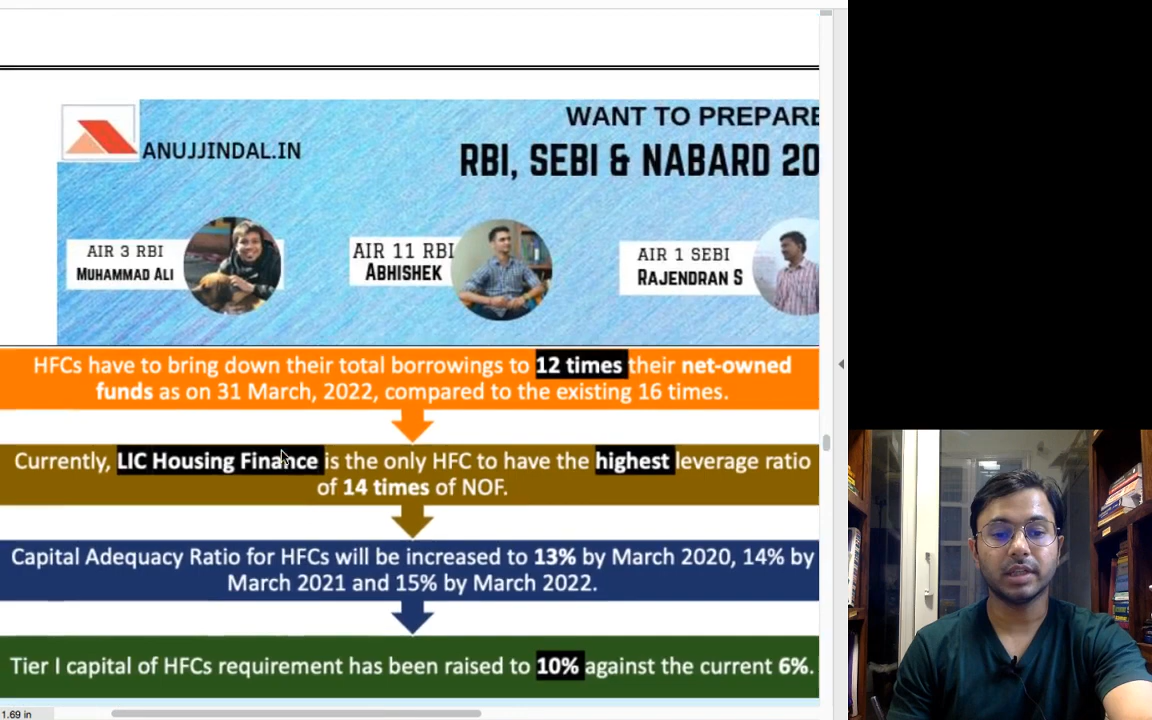 WANT TO PREPARE
ANUJJINDAL.IN
RBI, SEBI & NABARD 20
AIR 3 RBI
MUHAMMAD ALI
AIR 11 RBI
ABHISHEK
AIR 1 SEBI
RAJENDRAN S
HFCs have to bring down their total borrowings to 12 times their net-owned
funds as on 31 March, 2022, compared to the existing 16 times.
Currently, LIC Housing Finance is the only HFC to have the highest leverage ratio
of 14 times of NOF.
Capital Adequacy Ratio for HFCs will be increased to 13% by March 2020, 14% by
March 2021 and 15% by March 2022.
Tier I capital of HFCs requirement has been raised to 10% against the current 6%.
1.69 in